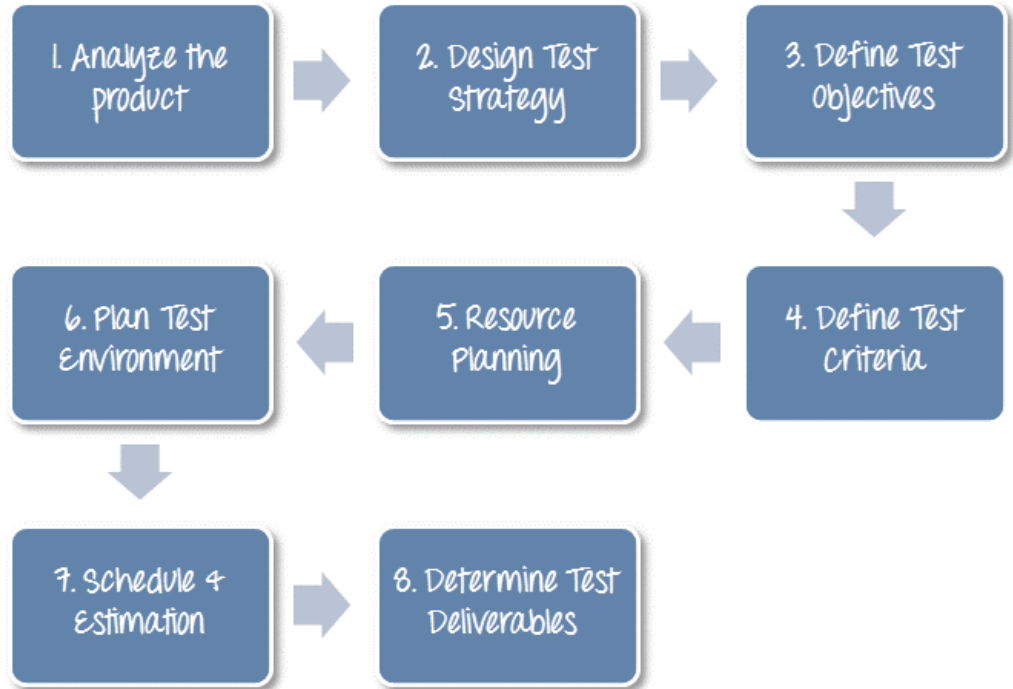 1. Analyze the
product
2. Design Test
Strategy
3. Define Test
Objectives
4. Define Test
Criteria
5. Resource
Planning
6. Plan Test
Environment
7. Schedule &
Estimation
8. Determine Test
Deliverables